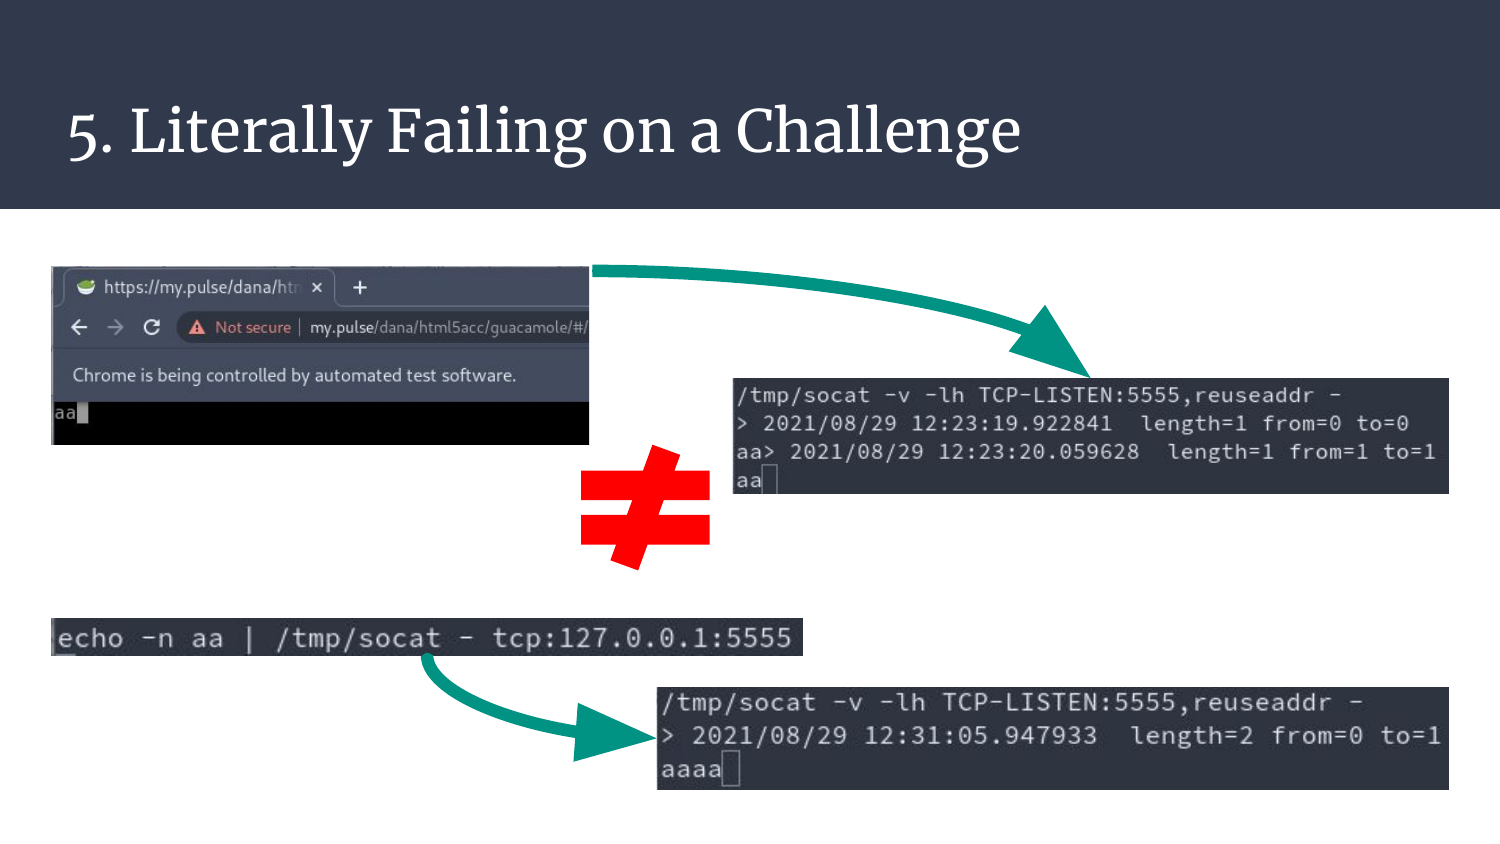 5. Literally Failing on a Challenge
https://my.pulse/dana/htm
Not secure | my.pulse/dana/html5acc/guacamole/#/
Chrome is being controlled by automated test software.
aa
/tmp/socat -v -lh TCP-LISTEN:5555,reuseaddr -
> 2021/08/29 12:23:19.922841 length=1 from=0 to=0
aa> 2021/08/29 12:23:20.059628 length=1 from=1 to=1
aa
≠
echo -n aa | /tmp/socat - tcp:127.0.0.1:5555
/tmp/socat -v -lh TCP-LISTEN:5555,reuseaddr -
> 2021/08/29 12:31:05.947933 length=2 from=0 to=1
aaaa